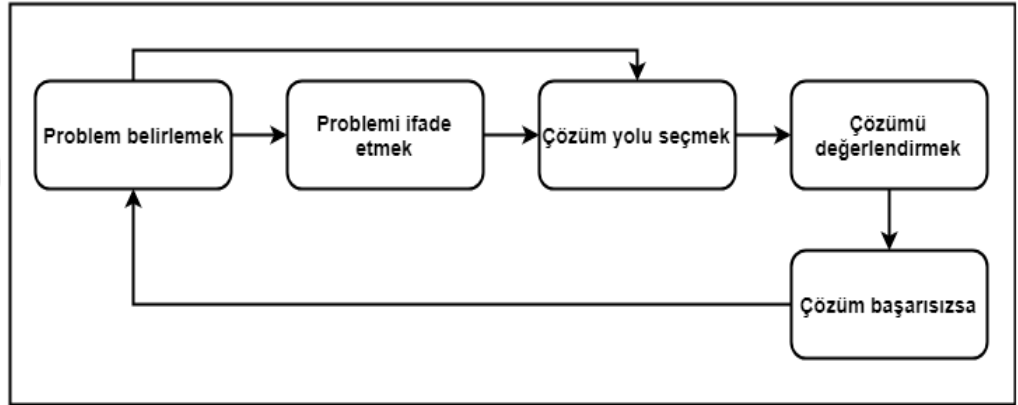 Problem belirlemek
Problemi ifade
etmek
Çözüm yolu seçmek
Çözümü
değerlendirmek
Çözüm başarısızsa